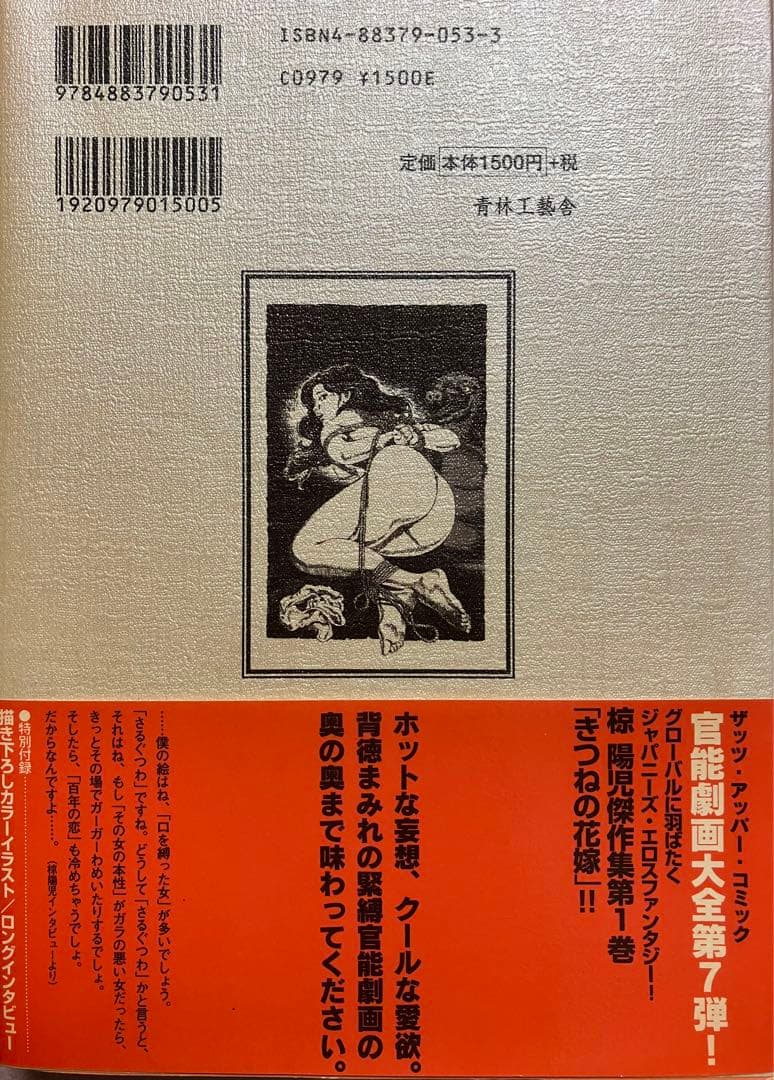 ISBN4-88379-053-3
C0979 ¥1500E
9784883790531
1920979015005
定価 本体1500円 +税
青林工藝舎
ザッツ・アッパー・コミック
官能劇画大全第7弾!
グローバルに羽ばたく
ジャパニーズ・エロスファンタジー!
椋 陽児傑作集第1巻
「きつねの花嫁」!!
ホットな妄想、クールな愛欲。
背徳まみれの緊縛官能劇画の
奥の奥まで味わってください。
……僕の絵はね、「口を縛った女」が多いでしょう。
「さるぐつわ」ですね。どうして「さるぐつわ」かと言うと、
それはね、もし「その女の本性」がガラの悪い女だったら、
きっとその場でガーガーわめいたりするでしょ。
そしたら、「百年の恋」も冷めちゃうでしょ。
だからなんですよ……。
(椋陽児インタビューより)
●特別付録……………………
描き下ろしカラーイラスト/ロングインタビュー